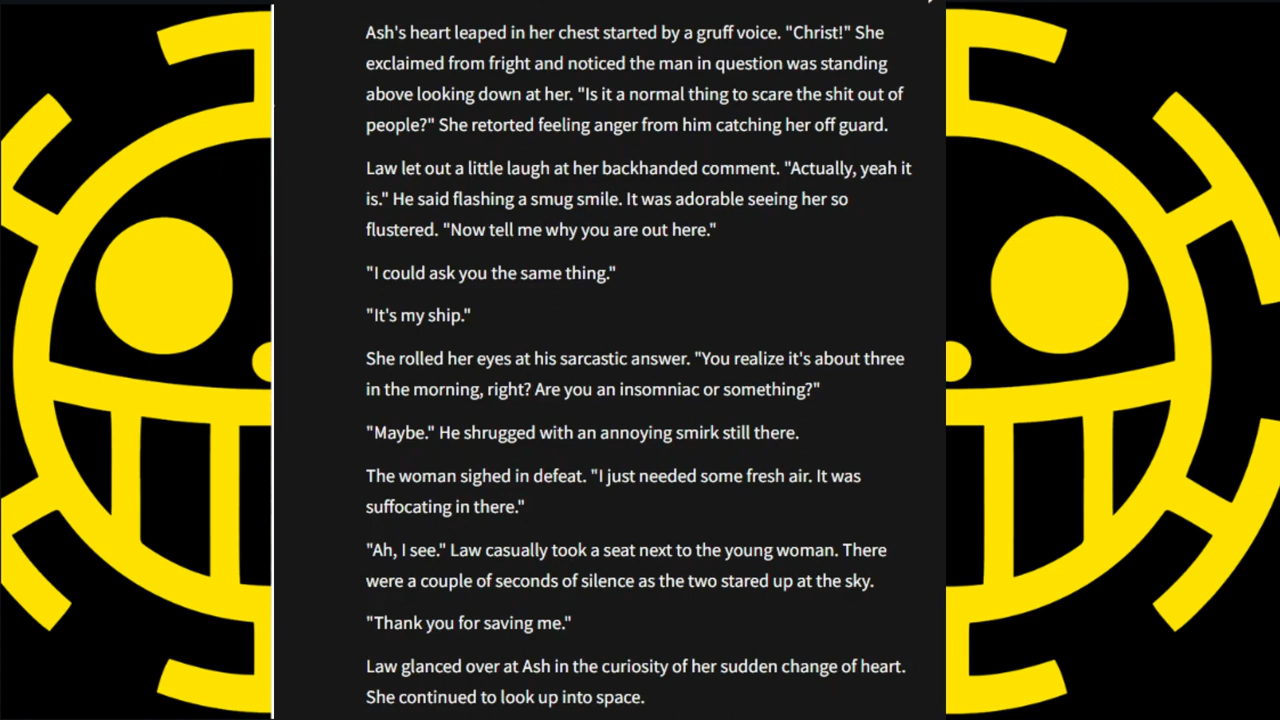 Ash's heart leaped in her chest started by a gruff voice. "Christ!" She
exclaimed from fright and noticed the man in question was standing
above looking down at her. "Is it a normal thing to scare the shit out of
people?" She retorted feeling anger from him catching her off guard.
Law let out a little laugh at her backhanded comment. "Actually, yeah it
is." He said flashing a smug smile. It was adorable seeing her so
flustered. "Now tell me why you are out here."
"I could ask you the same thing."
"It's my ship."
She rolled her eyes at his sarcastic answer. "You realize it's about three
in the morning, right? Are you an insomniac or something?"
"Maybe." He shrugged with an annoying smirk still there.
The woman sighed in defeat. "I just needed some fresh air. It was
suffocating in there."
"Ah, I see." Law casually took a seat next to the young woman. There
were a couple of seconds of silence as the two stared up at the sky.
"Thank you for saving me."
Law glanced over at Ash in the curiosity of her sudden change of heart.
She continued to look up into space.